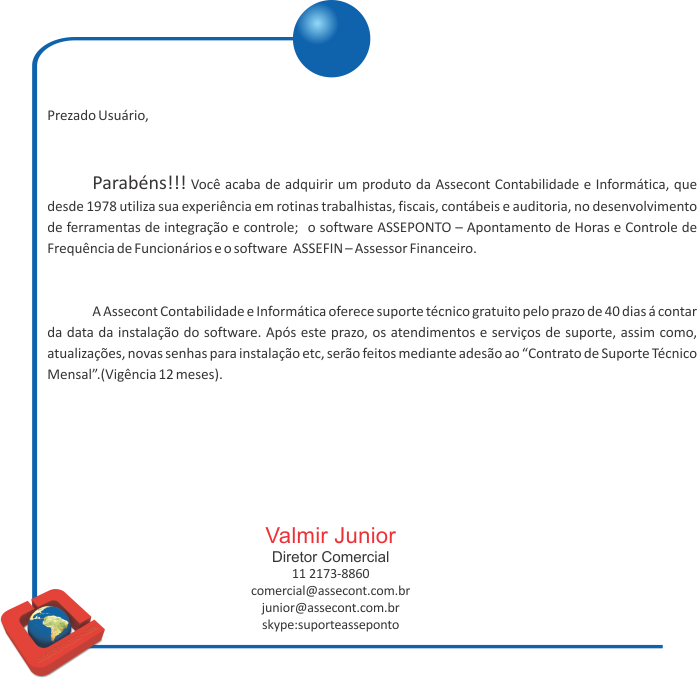 Prezado Usuário,
Parabéns!!! Você acaba de adquirir um produto da Assecont Contabilidade e Informática, que
desde 1978 utiliza sua experiência em rotinas trabalhistas, fiscais, contábeis e auditoria, no desenvolvimento
de ferramentas de integração e controle; o software ASSEPONTO – Apontamento de Horas e Controle de
Frequência de Funcionários e o software ASSEFIN – Assessor Financeiro.
A Assecont Contabilidade e Informática oferece suporte técnico gratuito pelo prazo de 40 dias á contar
da data da instalação do software. Após este prazo, os atendimentos e serviços de suporte, assim como,
atualizações, novas senhas para instalação etc, serão feitos mediante adesão ao “Contrato de Suporte Técnico
Mensal”.(Vigência 12 meses).
Valmir Junior
Diretor Comercial
11 2173-8860
comercial@assecont.com.br
junior@assecont.com.br
skype:suporteasseponto